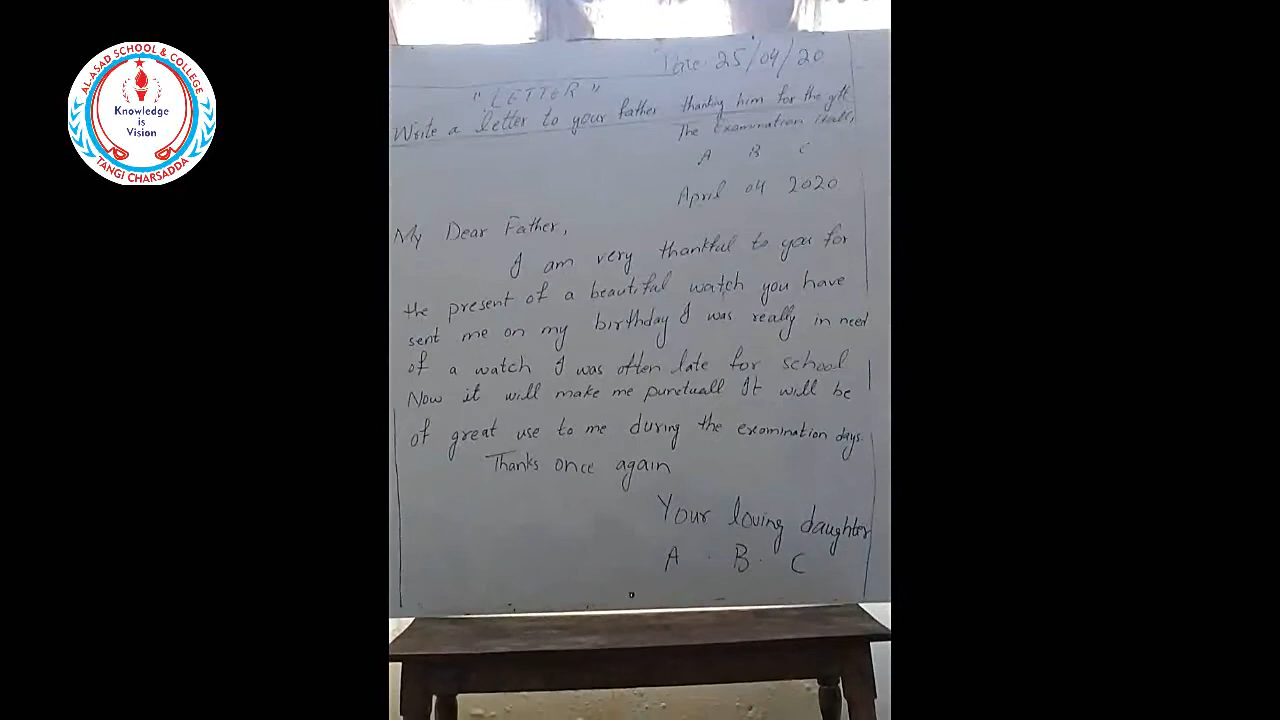 AL-ASAD SCHOOL & COLLEGE
Knowledge
is
Vision
TANGI CHARSADDA
Date: 25/04/20
"LETTER"
Write a letter to your father thanking him for the gift
The Examination Hall,
A B C
April 04 2020
My Dear Father,
I am very thankful to you for
the present of a beautiful watch you have
sent me on my birthday I was really in need
of a watch I was often late for school
Now it will make me punctuall It will be
of great use to me during the examination days.
Thanks once again
Your loving daughter
A . B . C